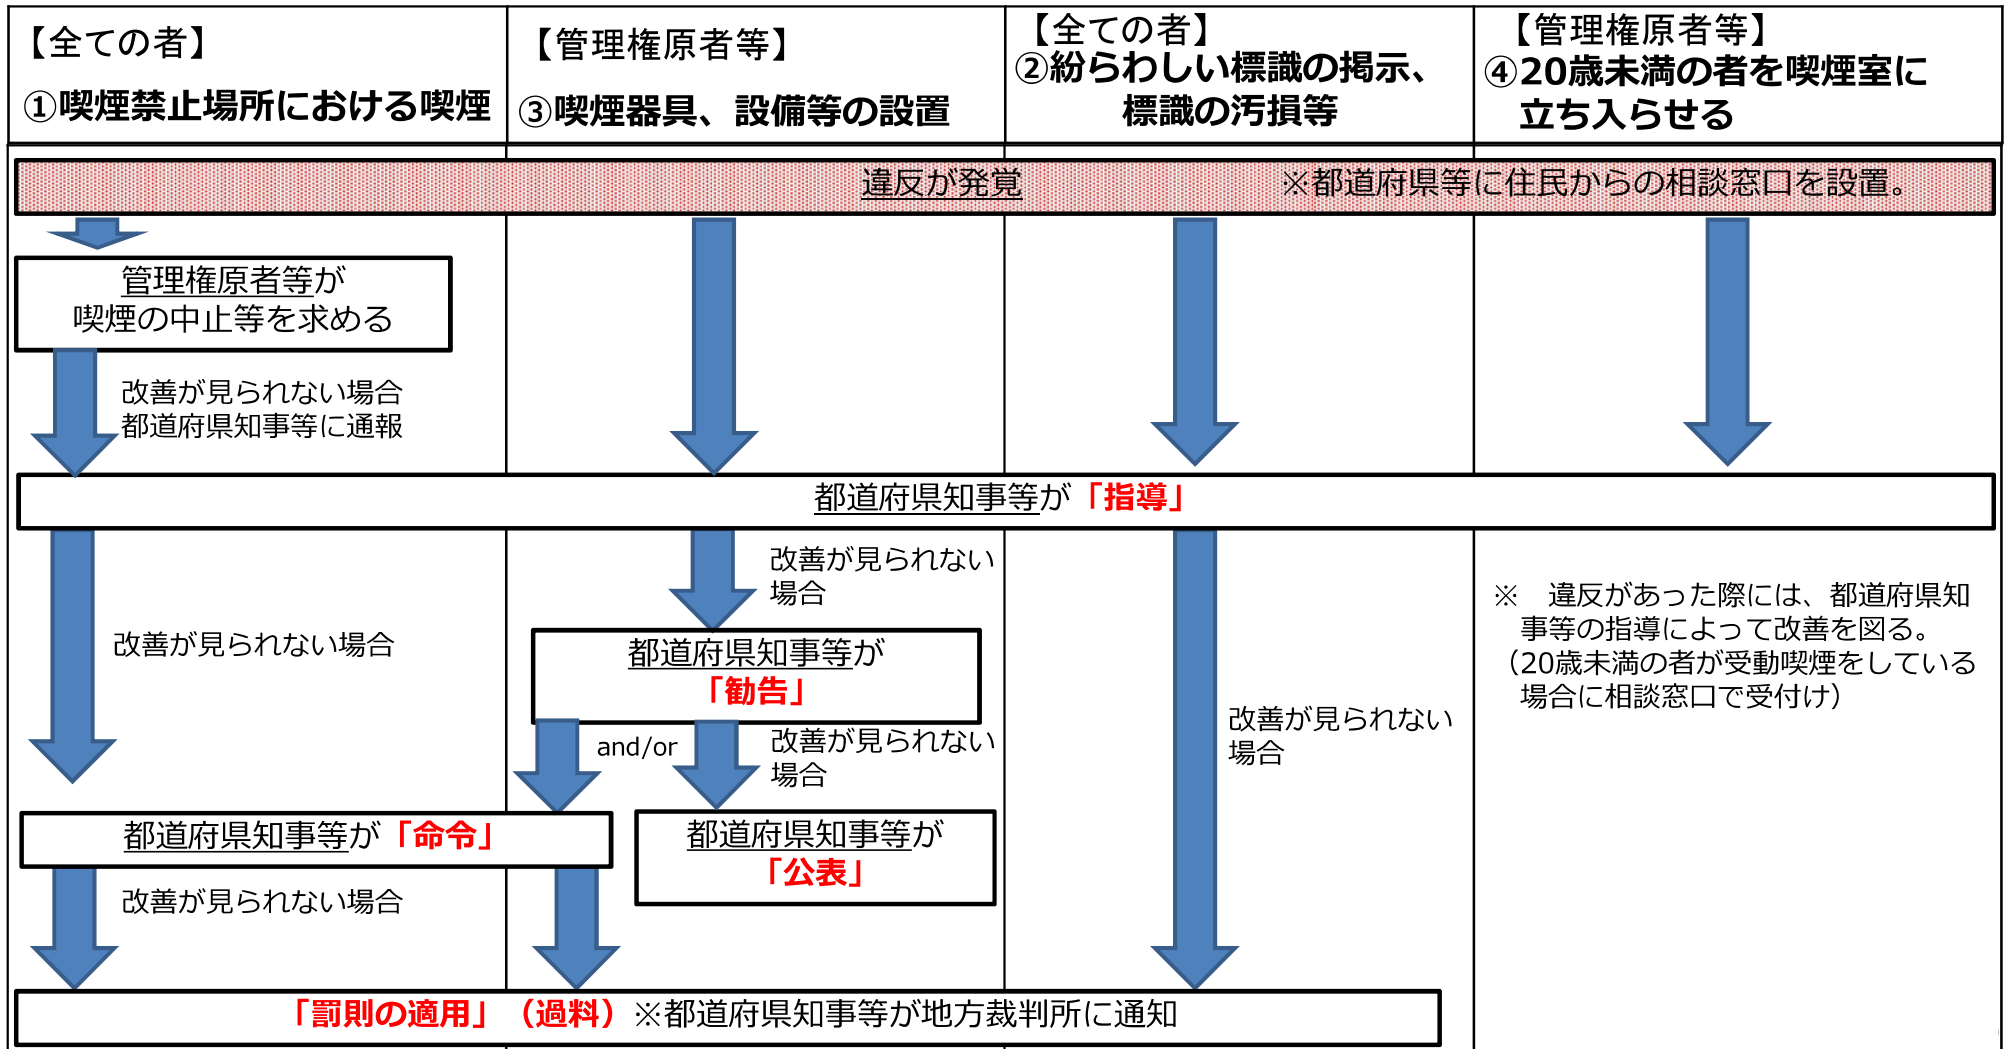 【全ての者】
①喫煙禁止場所における喫煙
【管理権原者等】
③喫煙器具、設備等の設置
【全ての者】
②紛らわしい標識の掲示、
標識の汚損等
【管理権原者等】
④20歳未満の者を喫煙室に
立ち入らせる
違反が発覚
※都道府県等に住民からの相談窓口を設置。
管理権原者等が
喫煙の中止等を求める
改善が見られない場合
都道府県知事等に通報
都道府県知事等が「指導」
改善が見られない場合
改善が見られない
場合
都道府県知事等が
「勧告」
and/or
改善が見られない
場合
都道府県知事等が「命令」
都道府県知事等が
「公表」
改善が見られない場合
改善が見られない
場合
※　違反があった際には、都道府県知
事等の指導によって改善を図る。
（20歳未満の者が受動喫煙をしている
場合に相談窓口で受付け）
「罰則の適用」（過料）※都道府県知事等が地方裁判所に通知